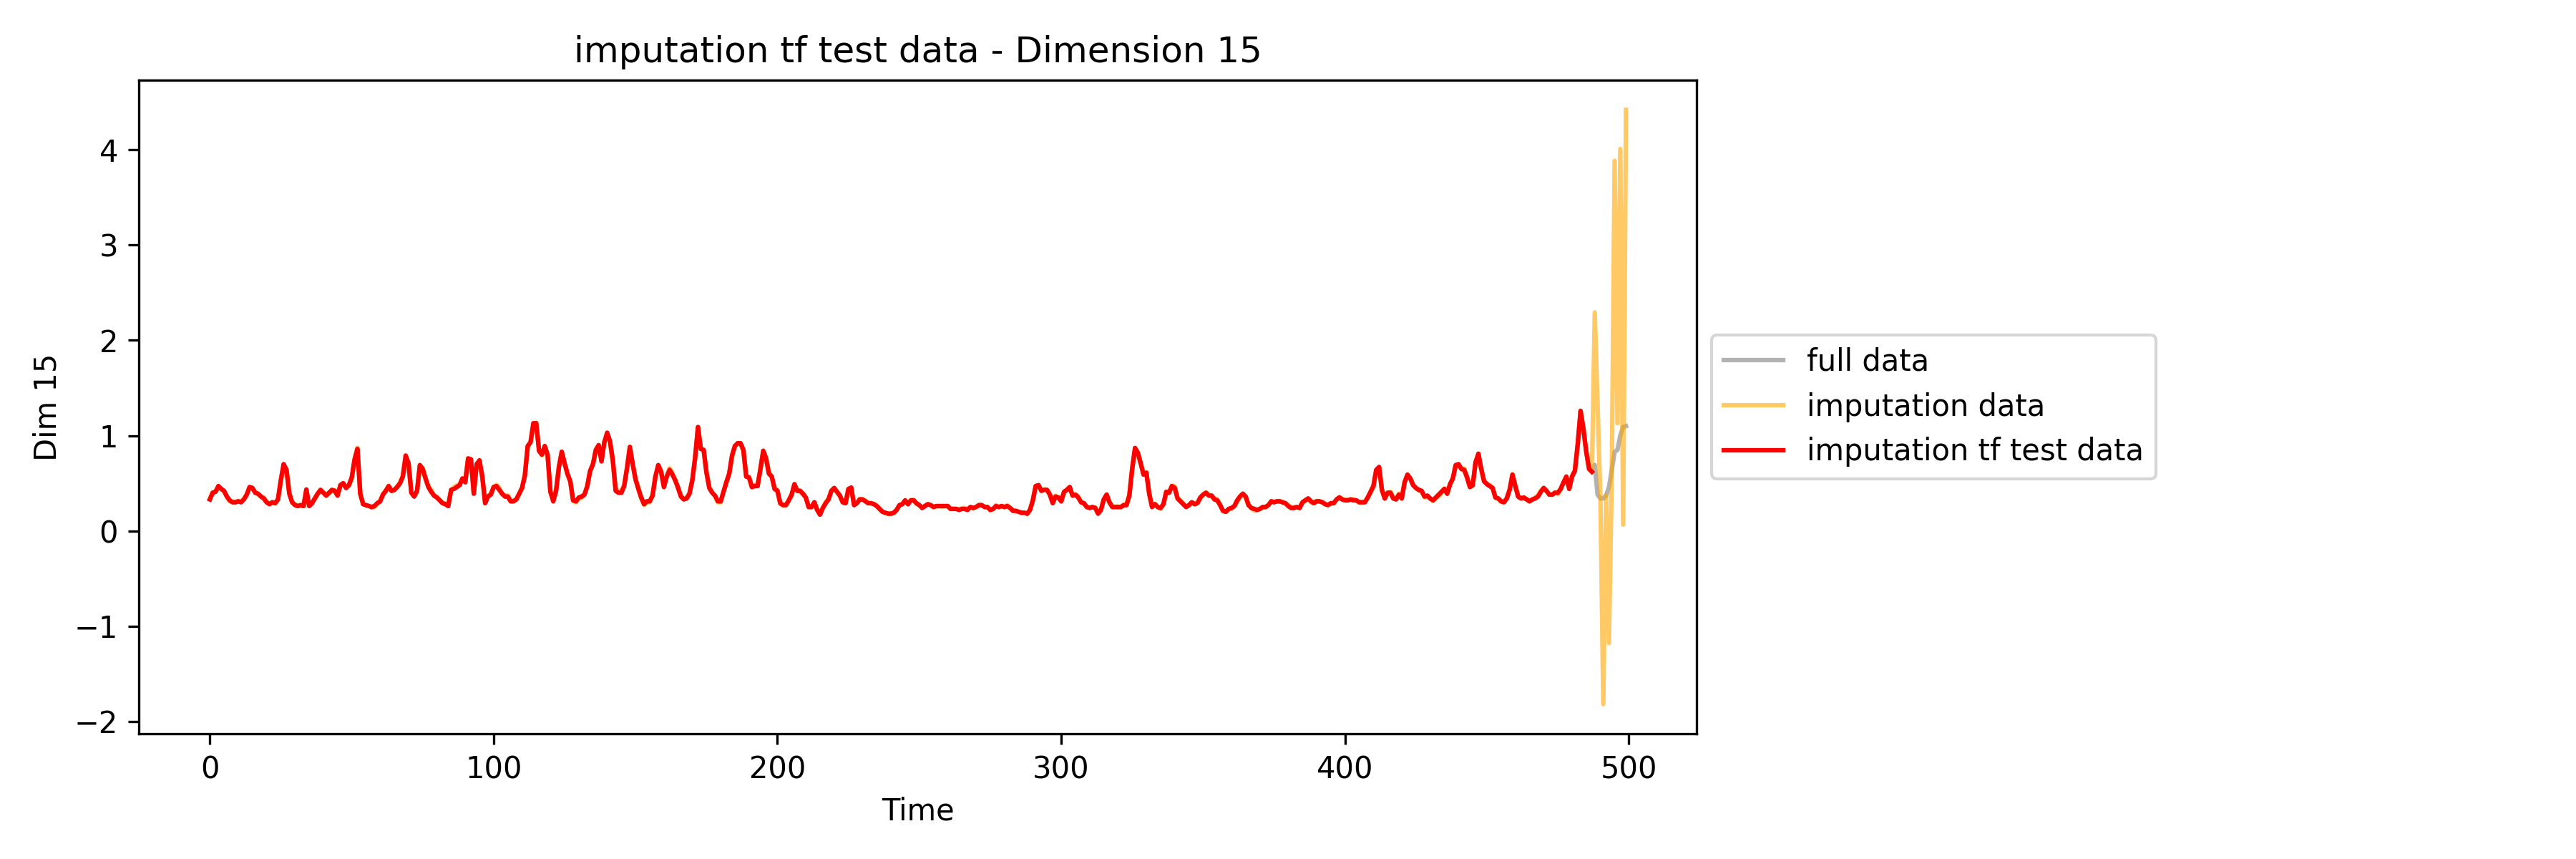 imputation tf test data - Dimension 15
4
3
2
1
0
−1
−2
Dim 15
0 100 200 300 400 500
Time
full data
imputation data
imputation tf test data